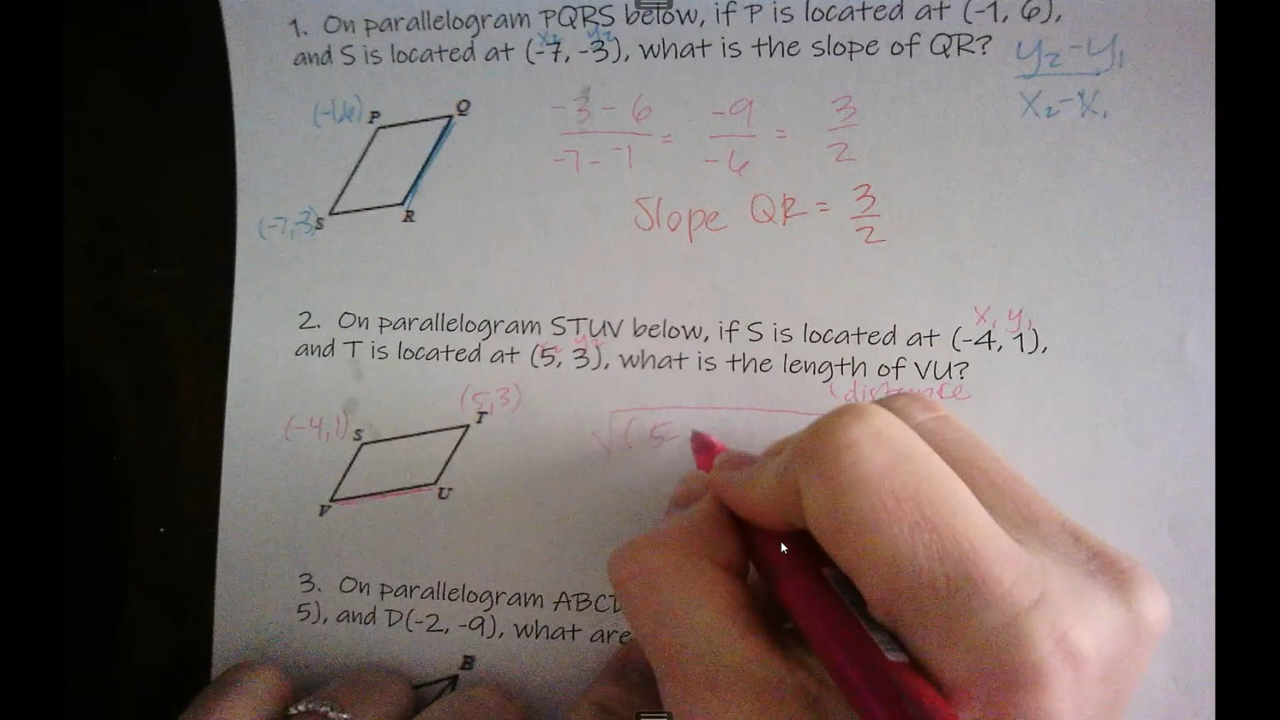 1. On parallelogram PQRS below, if P is located at (-1, 6),
and S is located at (-7, -3), what is the slope of QR?
x2 y2
y2 - y1
x2 - x1
(-1,6) P Q
(-7,3) S R
-3 - 6
-7 - -1
=
-9
-6
=
3
2
Slope QR = 3
2
2. On parallelogram STUV below, if S is located at (-4, 1),
x1 y1
and T is located at (5, 3), what is the length of VU?
(distance
(5,3)
(-4,1) S T
√(5-
V U
3. On parallelogram ABCD
5), and D(-2, -9), what are
B